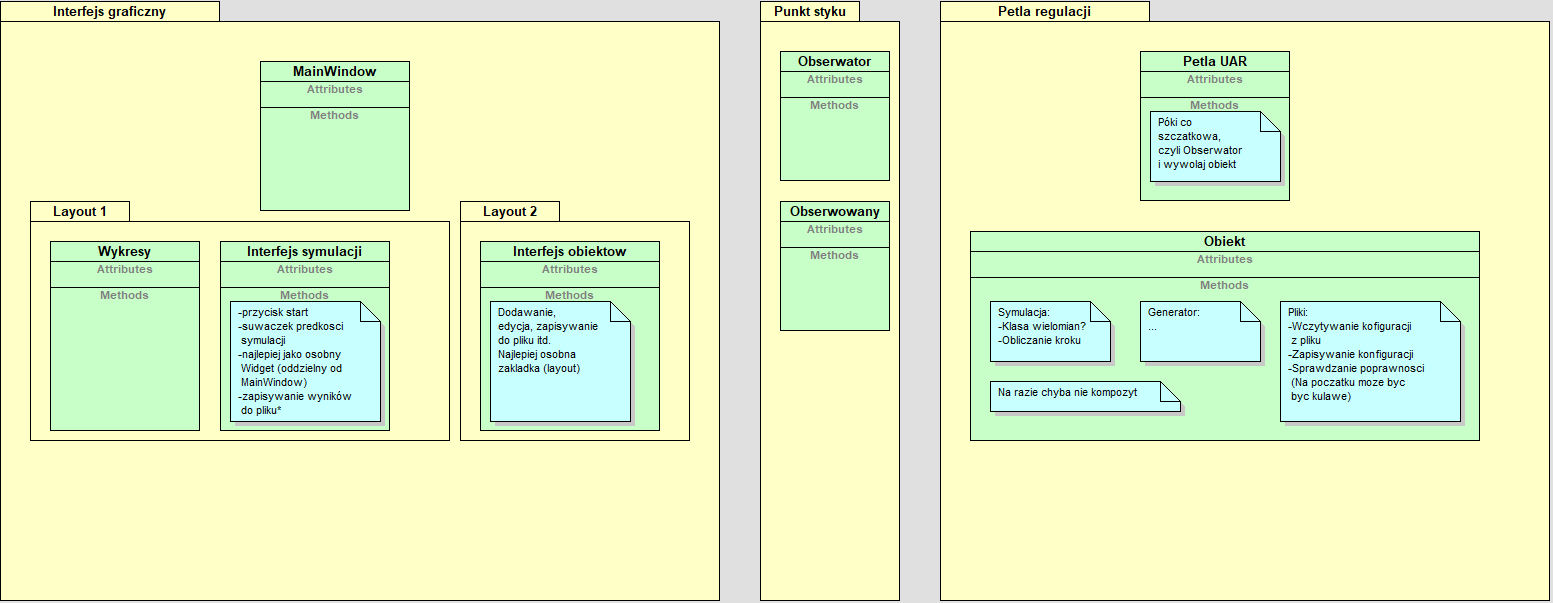 Interfejs graficzny
MainWindow
Attributes
Methods
Layout 1
Wykresy
Attributes
Methods
Interfejs symulacji
Attributes
Methods
-przycisk start
-suwaczek predkosci
symulacji
-najlepiej jako osobny
Widget (oddzielny od
MainWindow)
-zapisywanie wyników
do pliku*
Layout 2
Interfejs obiektow
Attributes
Methods
Dodawanie,
edycja, zapisywanie
do pliku itd.
Najlepiej osobna
zakladka (layout)
Punkt styku
Obserwator
Attributes
Methods
Obserwowany
Attributes
Methods
Petla regulacji
Petla UAR
Attributes
Methods
Póki co
szczatkowa,
czyli Obserwator
i wywolaj obiekt
Obiekt
Attributes
Methods
Symulacja:
-Klasa wielomian?
-Obliczanie kroku
Generator:
...
Pliki:
-Wczytywanie kofiguracji
z pliku
-Zapisywanie konfiguracji
-Sprawdzanie poprawnosci
(Na poczatku moze byc
byc kulawe)
Na razie chyba nie kompozyt